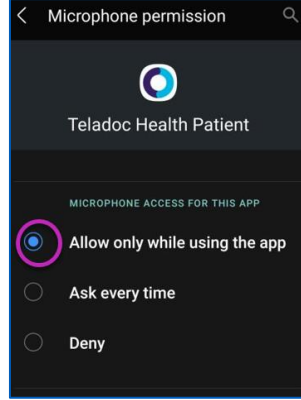 Microphone permission
Teladoc Health Patient
MICROPHONE ACCESS FOR THIS APP
Allow only while using the app
Ask every time
Deny